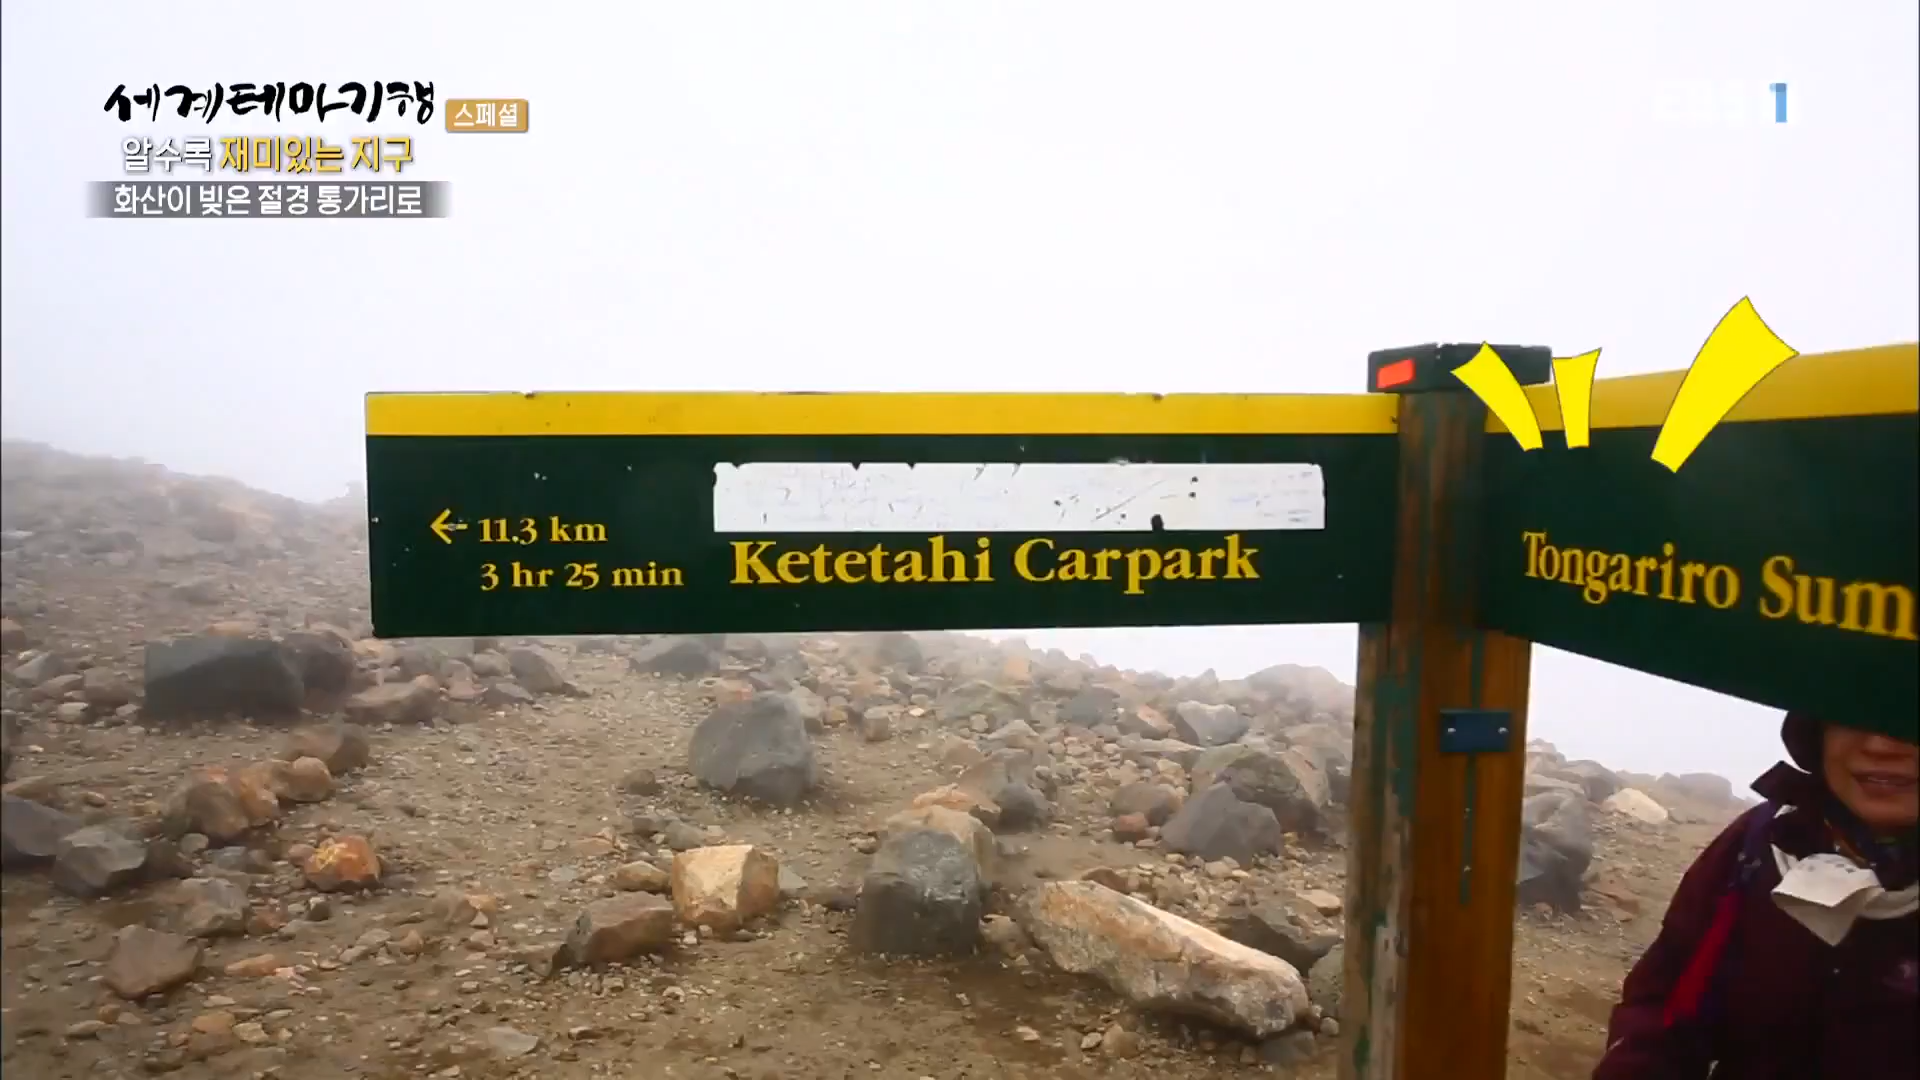 세계테마기행 스페셜
알수록 재미있는 지구
화산이 빚은 절경 통가리로
EBS 1
← 11.3 km
3 hr 25 min
Ketetahi Carpark
Tongariro Sum